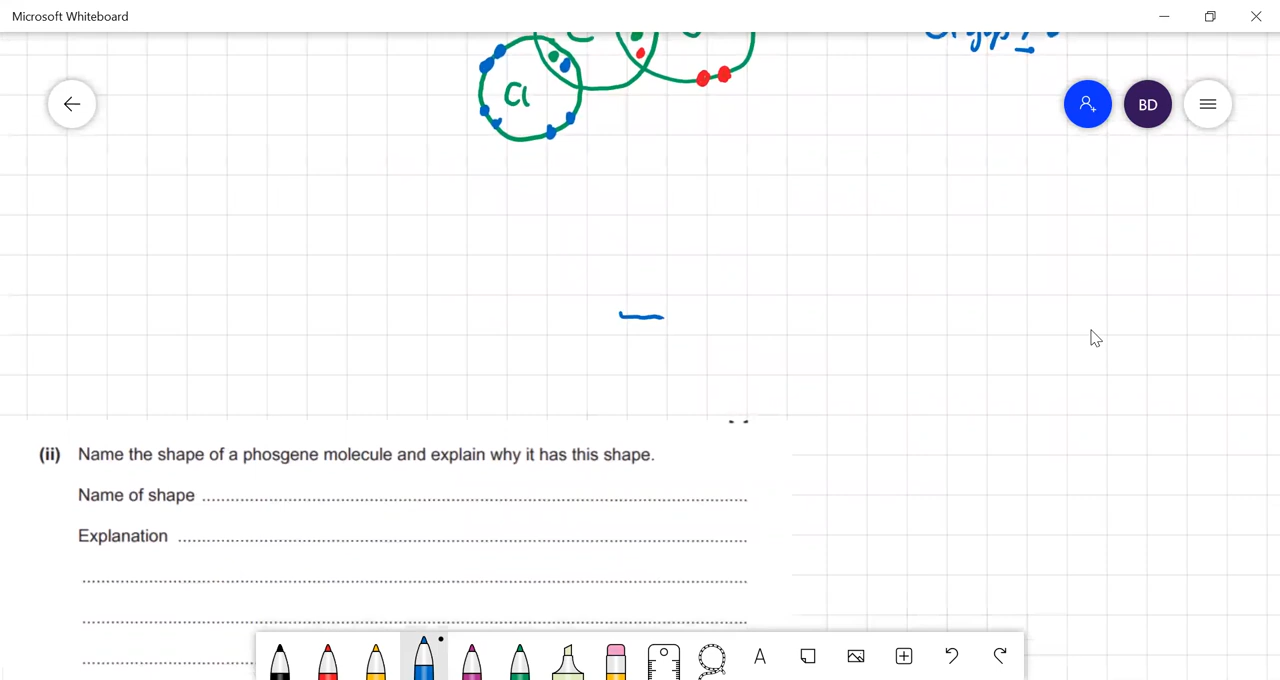 Microsoft Whiteboard
Cl
BD
(ii) Name the shape of a phosgene molecule and explain why it has this shape.
Name of shape
Explanation
A